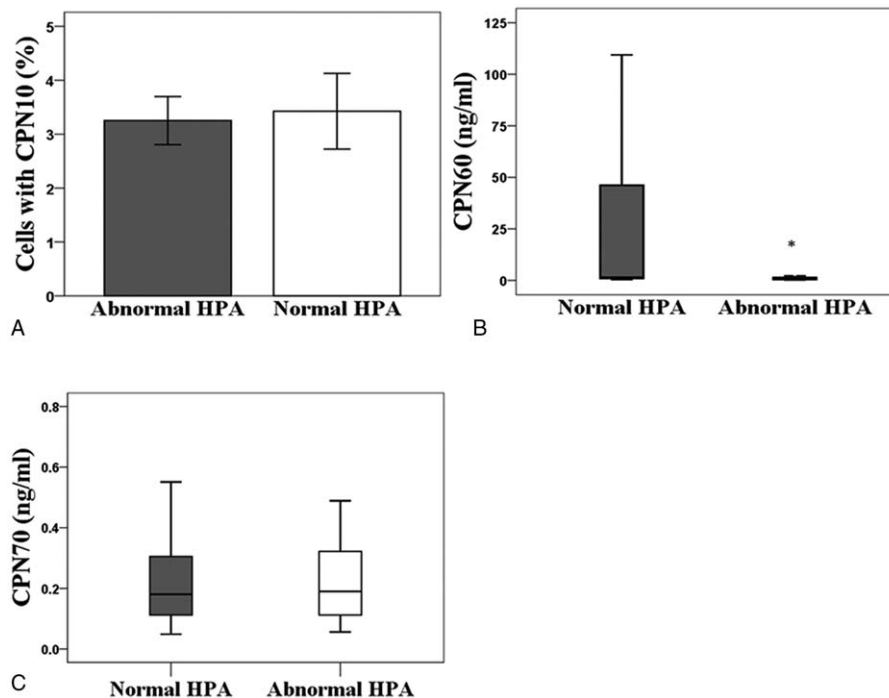 Cells with CPN10 (%)
5
4
3
2
1
0
Abnormal HPA Normal HPA
A
CPN60 (ng/ml)
125
100
75
50
25
0
*
Normal HPA Abnormal HPA
B
CPN70 (ng/ml)
0.8
0.6
0.4
0.2
0.0
Normal HPA Abnormal HPA
C